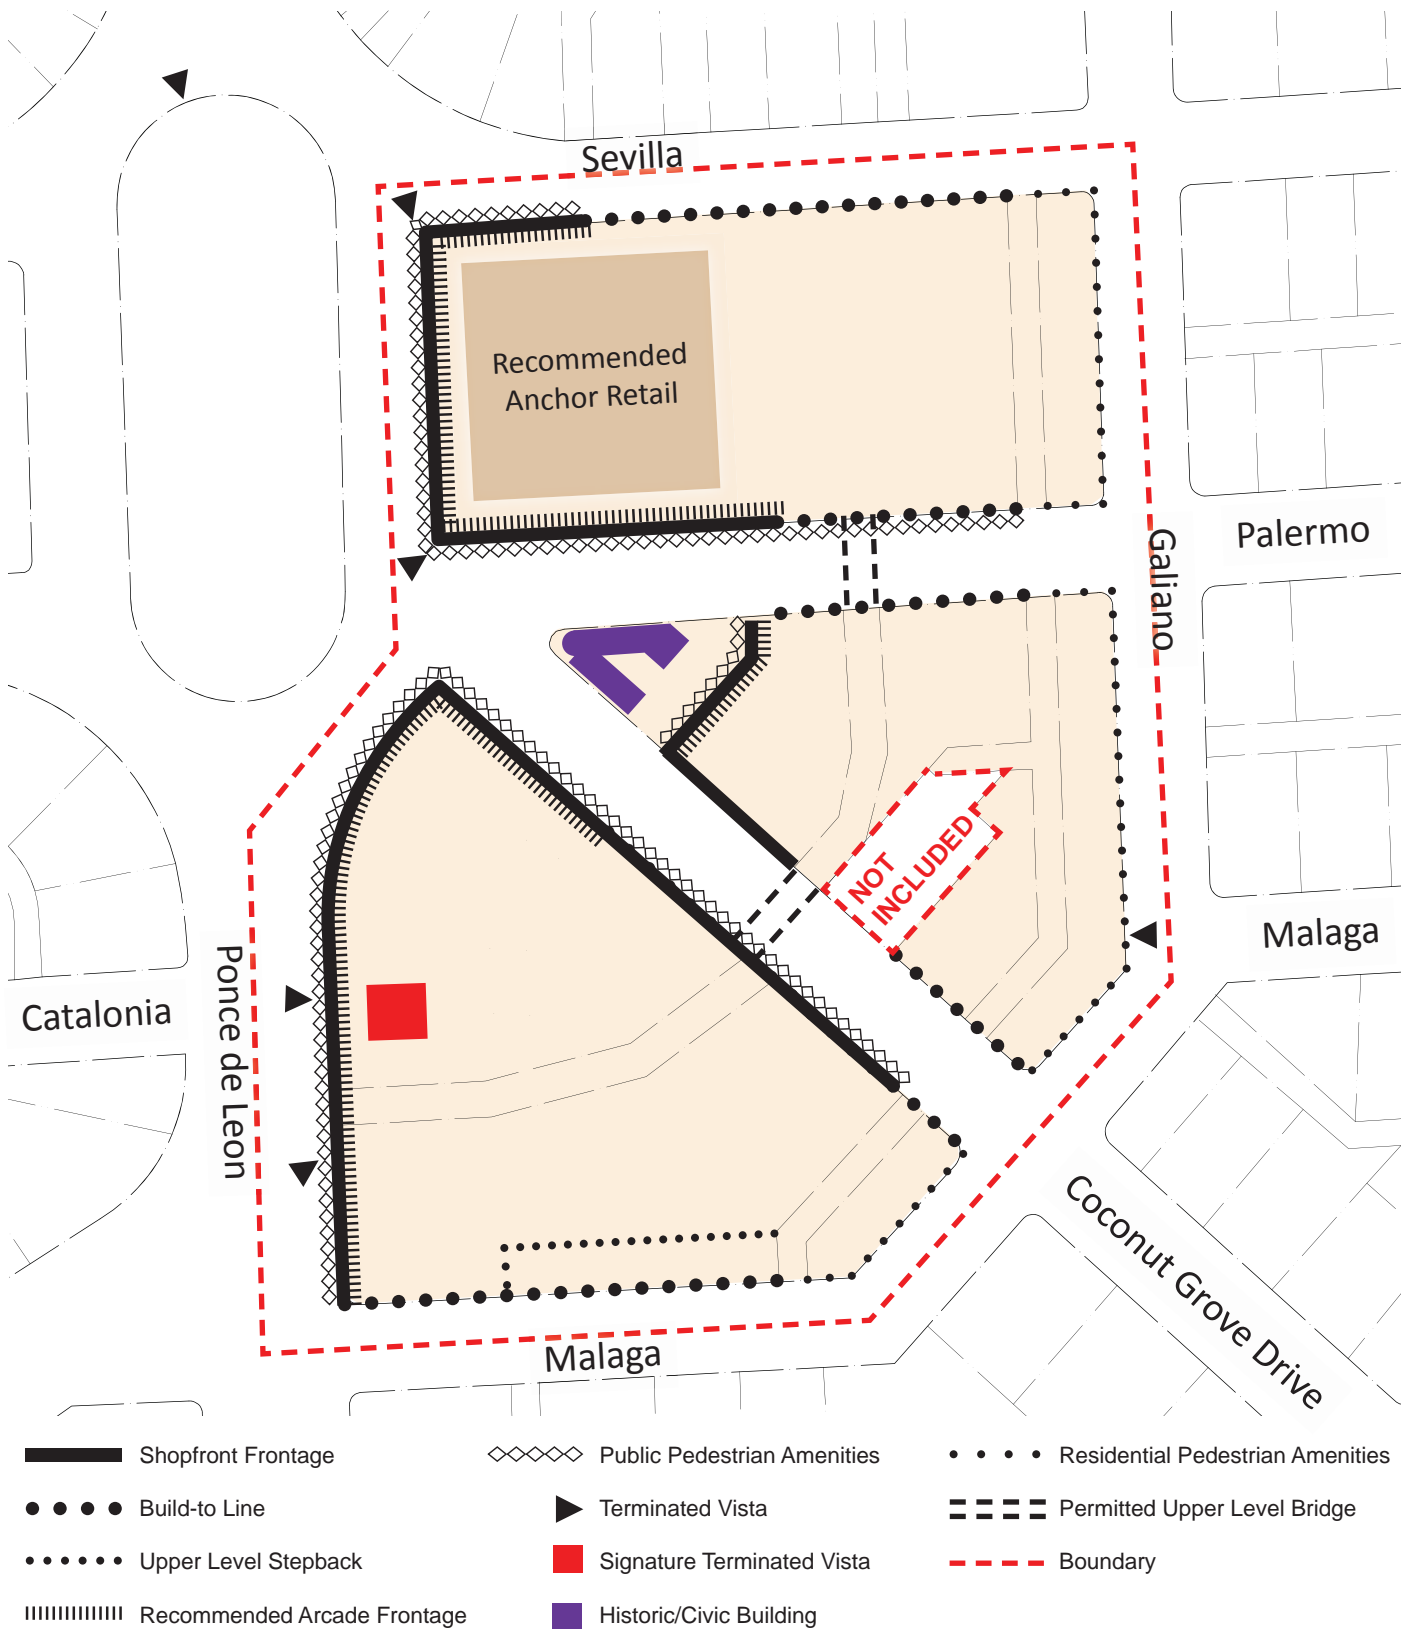 Sevilla
Recommended
Anchor Retail
Palermo
Galiano
NOT
INCLUDED
Malaga
Ponce de Leon
Catalonia
Coconut Grove Drive
Malaga
Shopfront Frontage
Public Pedestrian Amenities
Residential Pedestrian Amenities
Build-to Line
Terminated Vista
Permitted Upper Level Bridge
Upper Level Stepback
Signature Terminated Vista
Boundary
Recommended Arcade Frontage
Historic/Civic Building